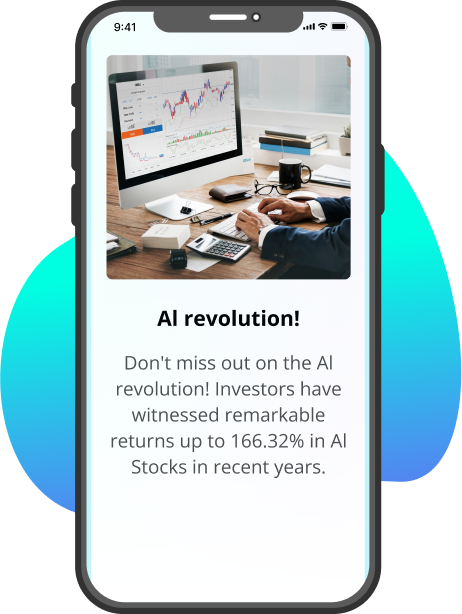 9:41
AI revolution!
Don't miss out on the AI
revolution! Investors have
witnessed remarkable
returns up to 166.32% in AI
Stocks in recent years.